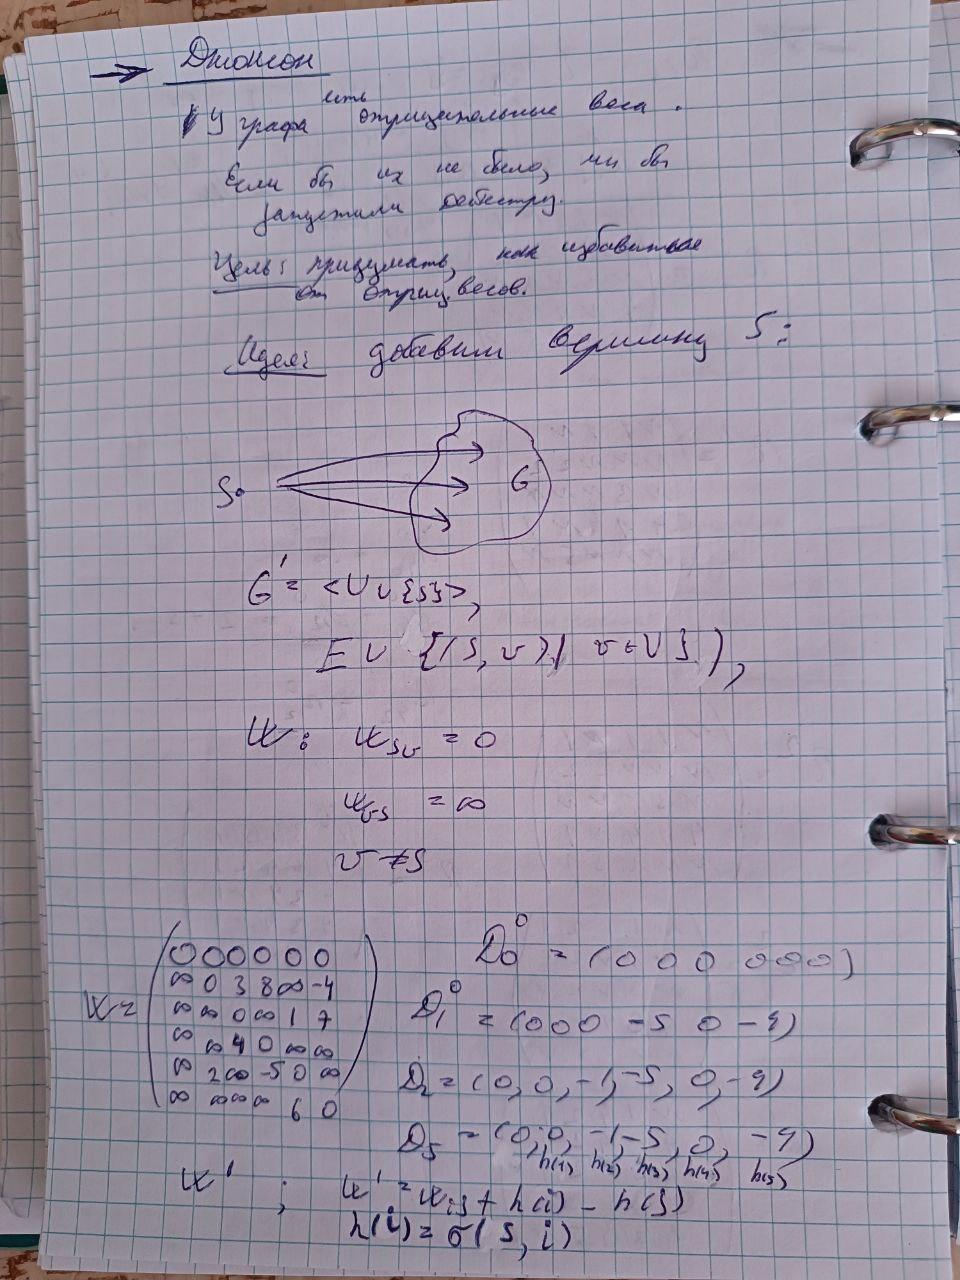 → Джонсон
У графа есть отрицательные веса.
Если бы их не было, мы бы
запустили Дейкстру.
Цель: придумать, как избавиться
от отриц. весов.
Идея: добавим вершину S:
S. G
G' = <V ∪ {S}>,
E ∪ {(S, v) | v ∈ V}),
W: w_sv = 0
w_vs = ∞
v ≠ S
W = ( 0 0 0 0 0 0
∞ 0 3 8 ∞ -4
∞ ∞ 0 ∞ 1 7
∞ ∞ 4 0 ∞ ∞
∞ 2 ∞ -5 0 ∞
∞ ∞ ∞ ∞ 6 0 )
D₀⁰ = (0 0 0 0 0 0)
D₁⁰ = (0 0 0 -5 0 -4)
D₂ = (0, 0, -1, -5, 0, -4)
D₅ = (0, 0, -1, -5, 0, -4)
h(1), h(2), h(3), h(4), h(5)
W' ; w' = w_ij + h(i) - h(j)
h(i) = σ(s, i)